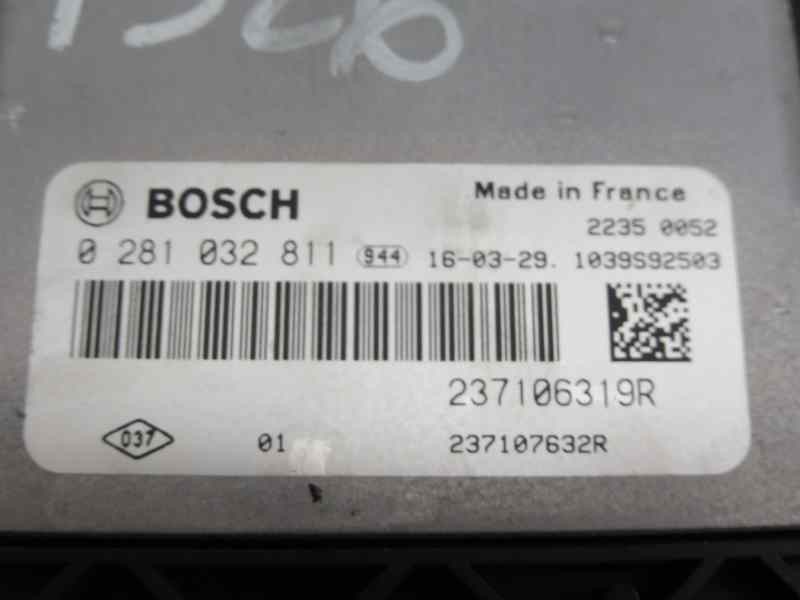 BOSCH
Made in France
2235 0052
0 281 032 811 944 16-03-29. 1039S92503
237106319R
037 01 237107632R